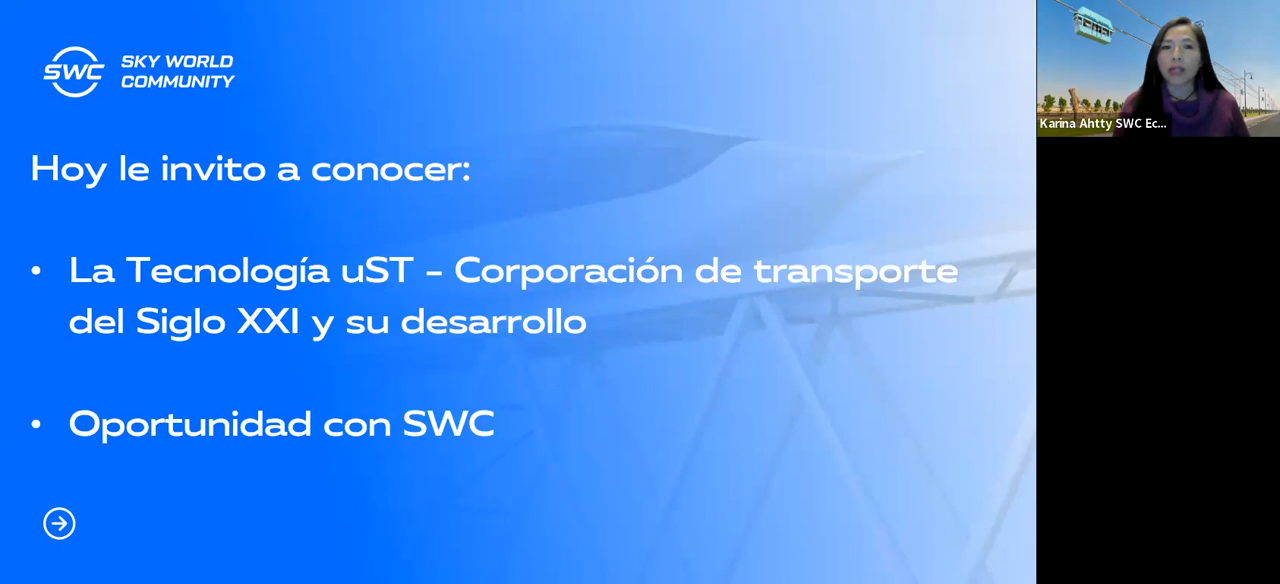 SWC
SKY WORLD
COMMUNITY
Hoy le invito a conocer:
• La Tecnología uST - Corporación de transporte
del Siglo XXI y su desarrollo
• Oportunidad con SWC
Karina Ahtty SWC Ec...